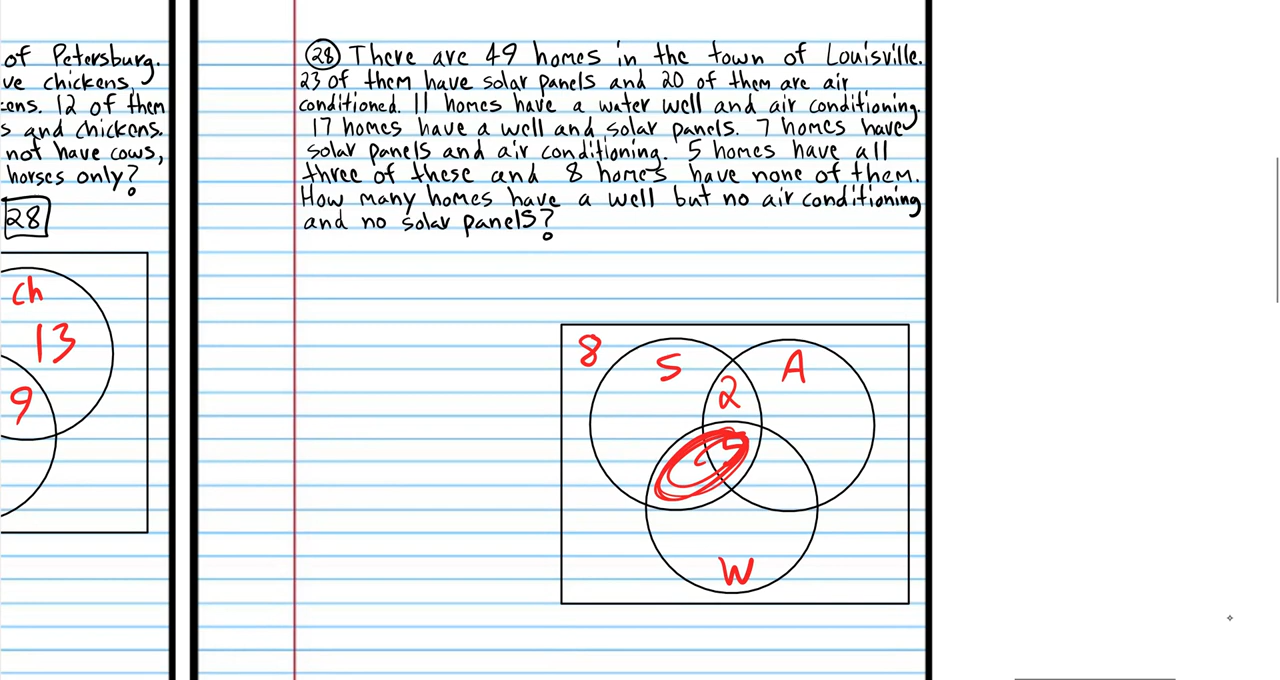 of Petersburg.
ve chickens,
ens. 12 of them
s and chickens.
not have cows,
horses only?
28
ch
13
9
28 There are 49 homes in the town of Louisville.
23 of them have solar panels and 20 of them are air
conditioned. 11 homes have a water well and air conditioning.
17 homes have a well and solar panels. 7 homes have
solar panels and air conditioning. 5 homes have all
three of these and 8 homes have none of them.
How many homes have a well but no air conditioning
and no solar panels?
8 S A
2
5
W